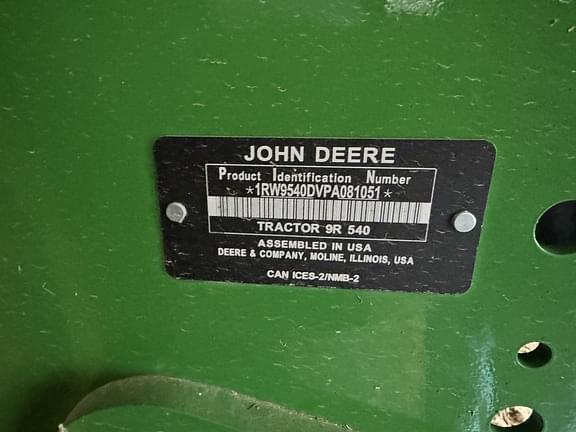 JOHN DEERE
Product Identification Number
*1RW9540DVPA081051*
TRACTOR 9R 540
ASSEMBLED IN USA
DEERE & COMPANY, MOLINE, ILLINOIS, USA
CAN ICES-2/NMB-2